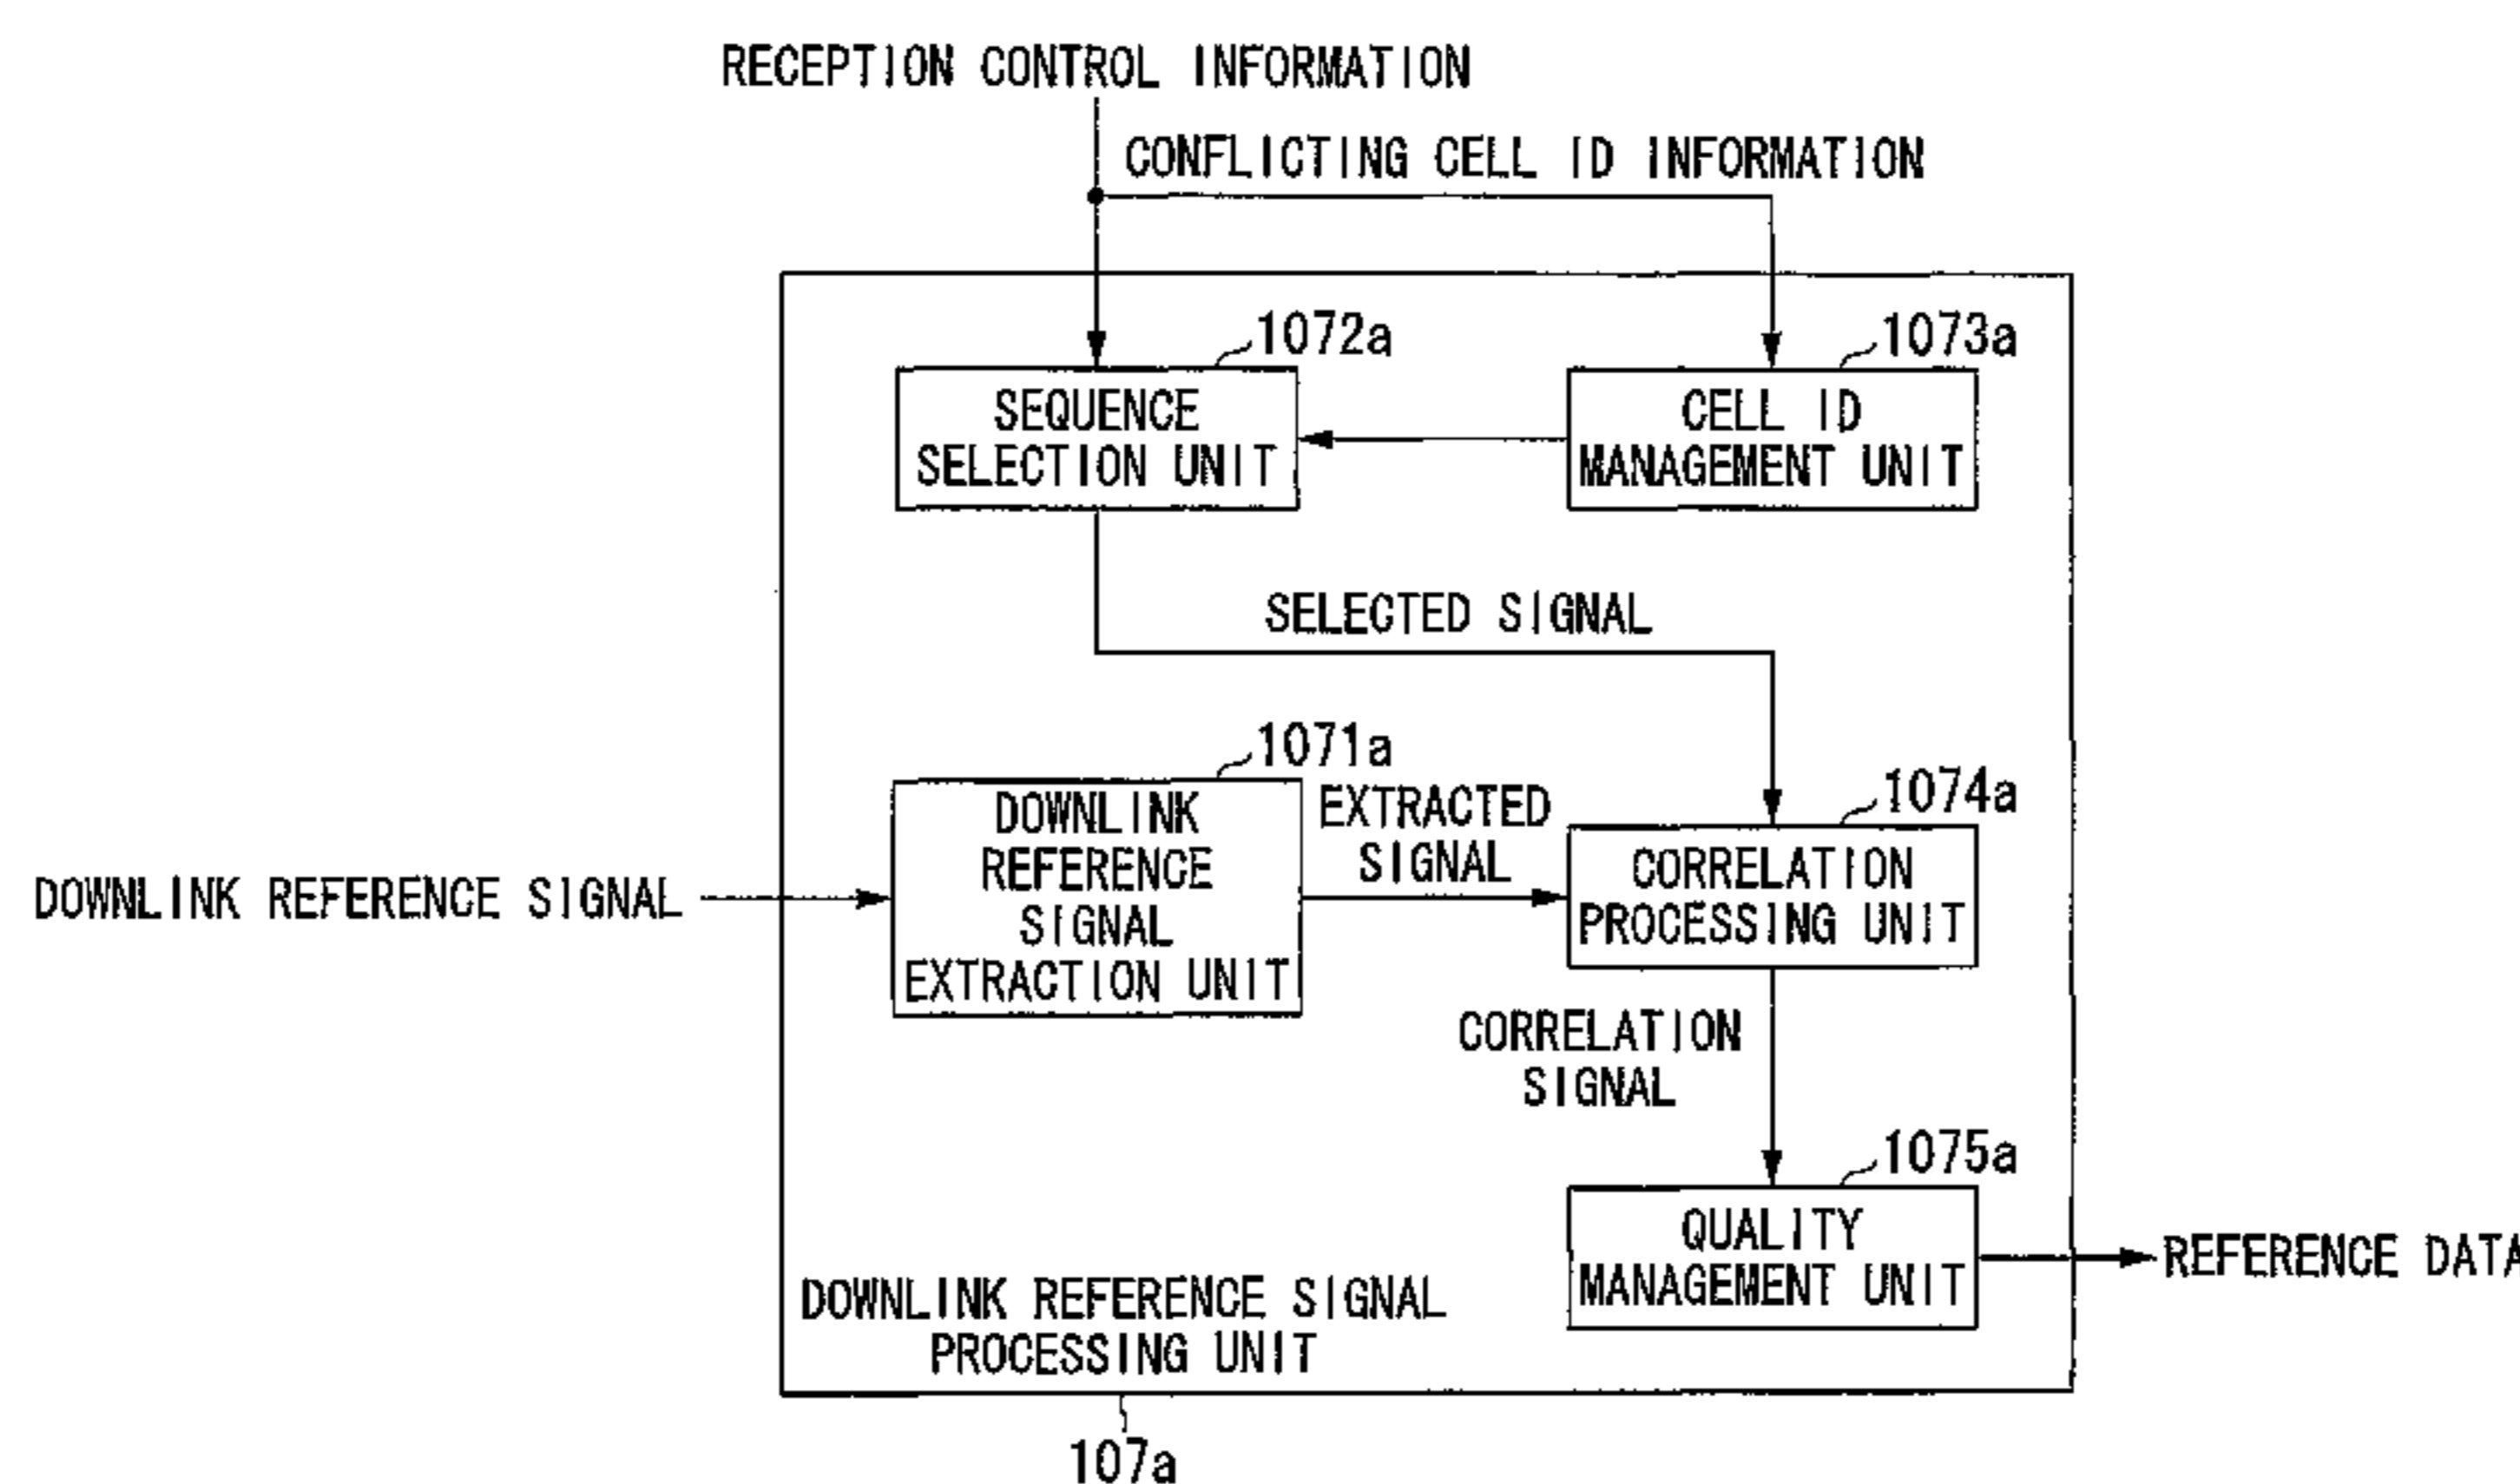 RECEPTION CONTROL INFORMATION
CONFLICTING CELL ID INFORMATION
1072a
1073a
SEQUENCE
SELECTION UNIT
CELL ID
MANAGEMENT UNIT
SELECTED SIGNAL
1071a
1074a
DOWNLINK
REFERENCE
SIGNAL
EXTRACTION UNIT
EXTRACTED
SIGNAL
CORRELATION
PROCESSING UNIT
DOWNLINK REFERENCE SIGNAL
CORRELATION
SIGNAL
1075a
QUALITY
MANAGEMENT UNIT
REFERENCE DATA
DOWNLINK REFERENCE SIGNAL
PROCESSING UNIT
107a